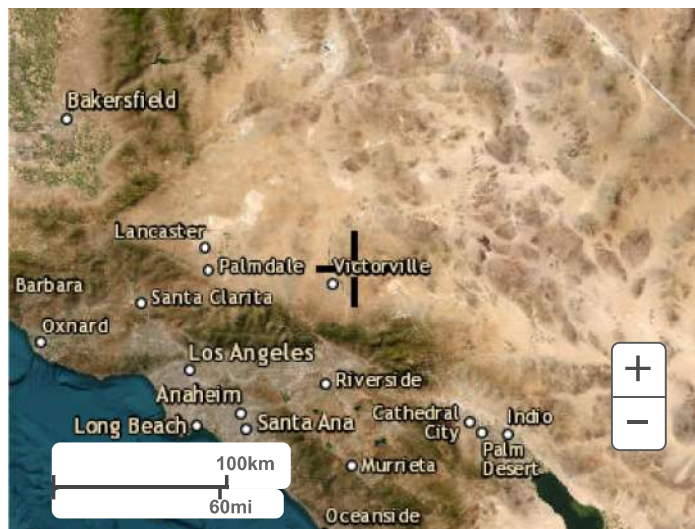 Bakersfield
Lancaster
Palmdale
Victorville
Barbara
Santa Clarita
Oxnard
Los Angeles
Riverside
Anaheim
Cathedral
City
Indio
Long Beach
Santa Ana
Palm
Desert
Murrieta
100km
60mi
Oceanside
+
−